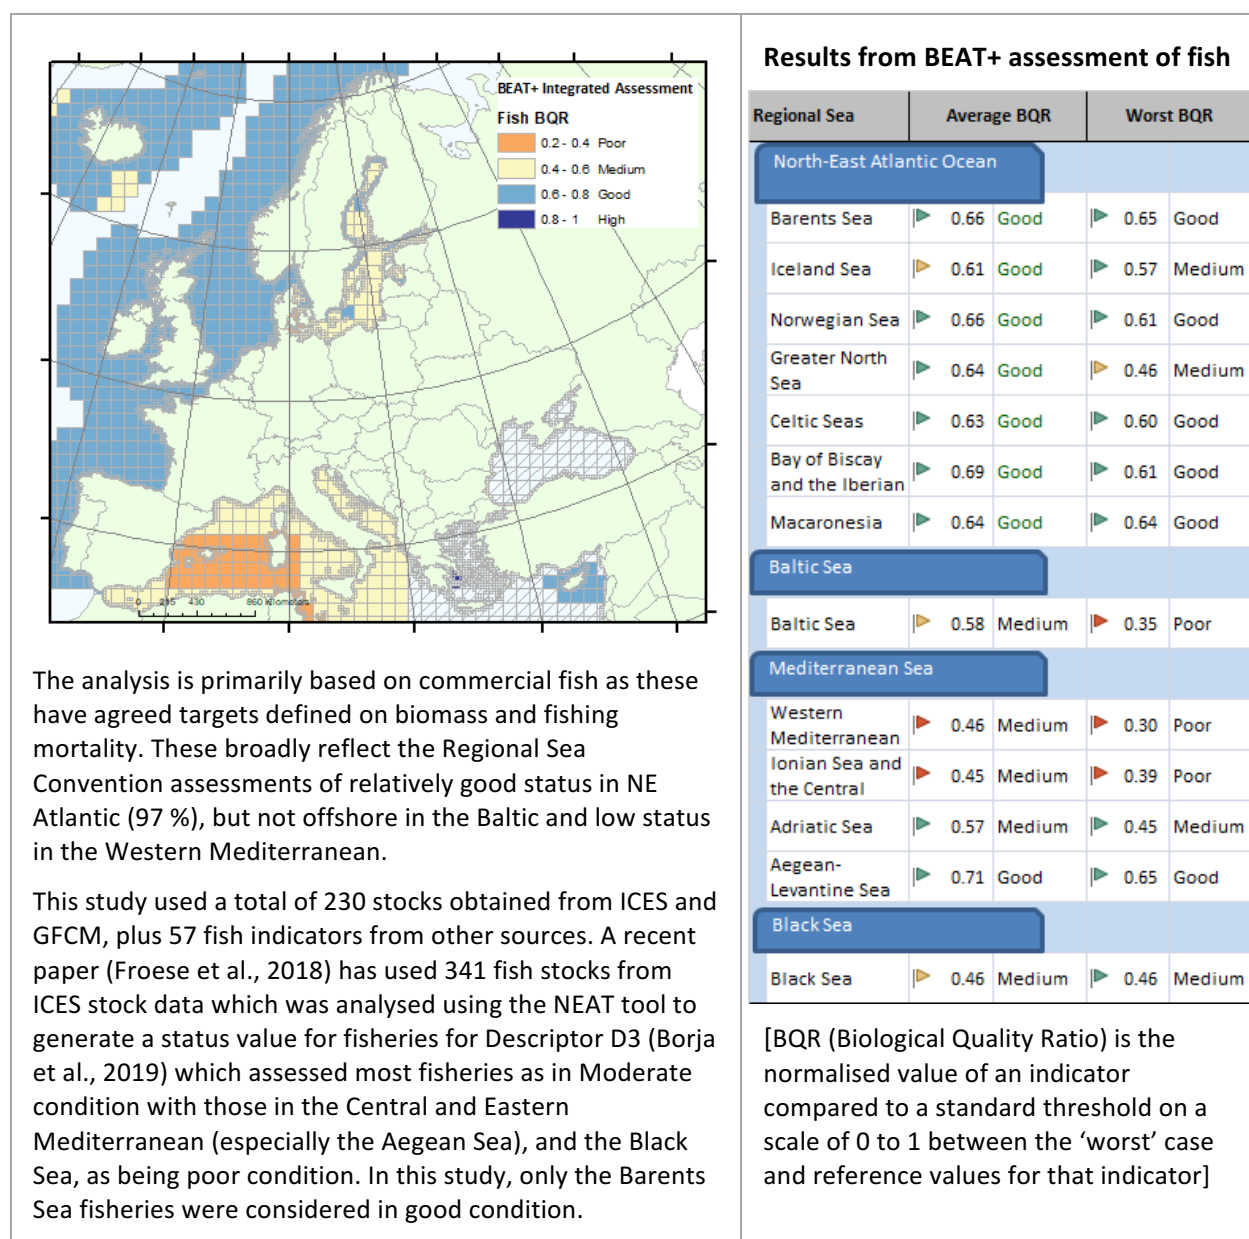 BEAT+ Integrated Assessment
Fish BQR
0.2 - 0.4 Poor
0.4 - 0.6 Medium
0.6 - 0.8 Good
0.8 - 1 High
0 215 430 860 Kilometers
The analysis is primarily based on commercial fish as these
have agreed targets defined on biomass and fishing
mortality. These broadly reflect the Regional Sea
Convention assessments of relatively good status in NE
Atlantic (97 %), but not offshore in the Baltic and low status
in the Western Mediterranean.
This study used a total of 230 stocks obtained from ICES and
GFCM, plus 57 fish indicators from other sources. A recent
paper (Froese et al., 2018) has used 341 fish stocks from
ICES stock data which was analysed using the NEAT tool to
generate a status value for fisheries for Descriptor D3 (Borja
et al., 2019) which assessed most fisheries as in Moderate
condition with those in the Central and Eastern
Mediterranean (especially the Aegean Sea), and the Black
Sea, as being poor condition. In this study, only the Barents
Sea fisheries were considered in good condition.
Results from BEAT+ assessment of fish
Regional Sea Average BQR Worst BQR
North-East Atlantic Ocean
Barents Sea 0.66 Good 0.65 Good
Iceland Sea 0.61 Good 0.57 Medium
Norwegian Sea 0.66 Good 0.61 Good
Greater North
Sea 0.64 Good 0.46 Medium
Celtic Seas 0.63 Good 0.60 Good
Bay of Biscay
and the Iberian 0.69 Good 0.61 Good
Macaronesia 0.64 Good 0.64 Good
Baltic Sea
Baltic Sea 0.58 Medium 0.35 Poor
Mediterranean Sea
Western
Mediterranean 0.46 Medium 0.30 Poor
Ionian Sea and
the Central 0.45 Medium 0.39 Poor
Adriatic Sea 0.57 Medium 0.45 Medium
Aegean-
Levantine Sea 0.71 Good 0.65 Good
Black Sea
Black Sea 0.46 Medium 0.46 Medium
[BQR (Biological Quality Ratio) is the
normalised value of an indicator
compared to a standard threshold on a
scale of 0 to 1 between the ‘worst’ case
and reference values for that indicator]